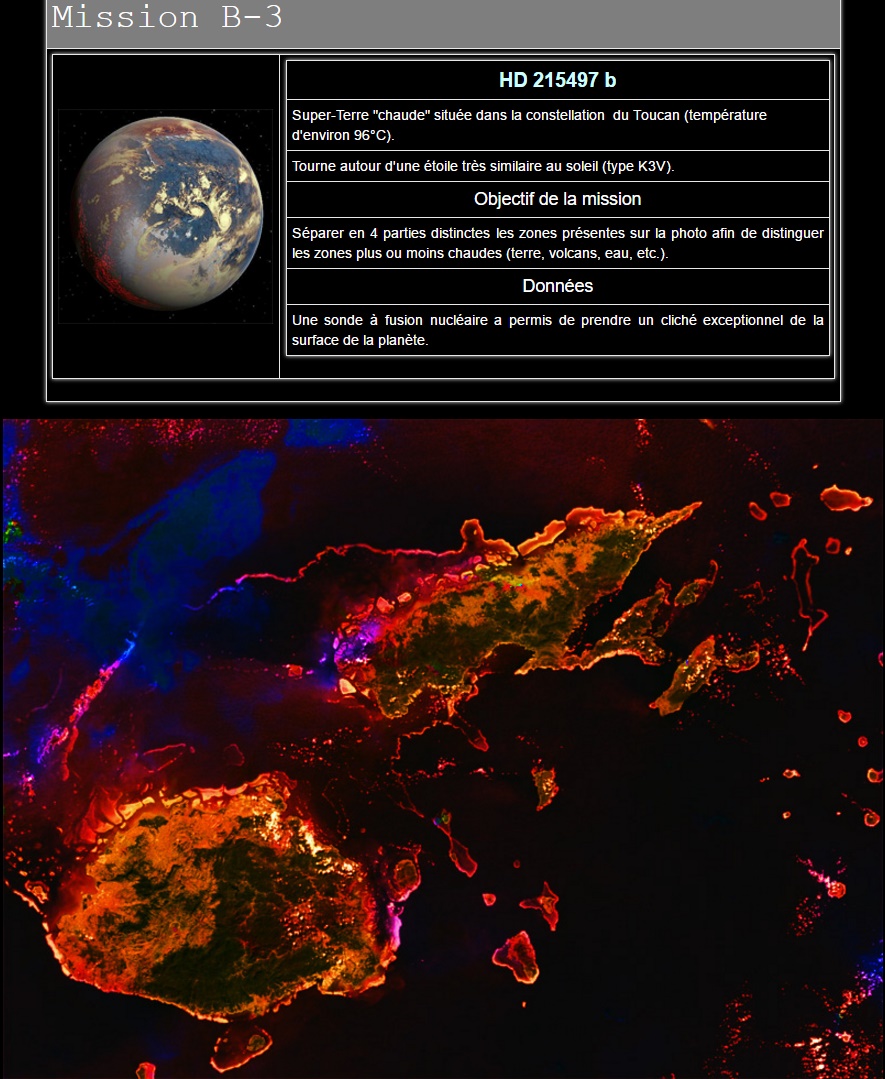 Mission B-3
HD 215497 b
Super-Terre "chaude" située dans la constellation du Toucan (température
d'environ 96°C).
Tourne autour d'une étoile très similaire au soleil (type K3V).
Objectif de la mission
Séparer en 4 parties distinctes les zones présentes sur la photo afin de distinguer
les zones plus ou moins chaudes (terre, volcans, eau, etc.).
Données
Une sonde à fusion nucléaire a permis de prendre un cliché exceptionnel de la
surface de la planète.